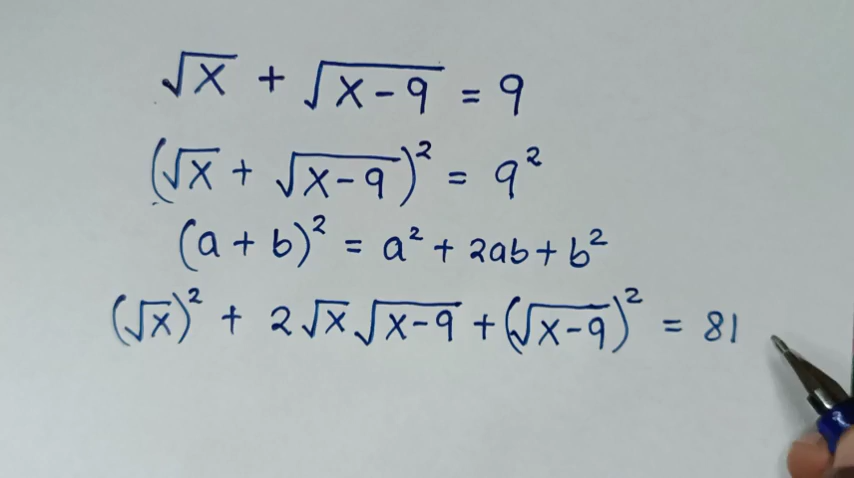 √x + √(x-9) = 9
(√x + √(x-9))² = 9²
(a + b)² = a² + 2ab + b²
(√x)² + 2√x√(x-9) + (√(x-9))² = 81